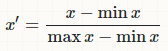 x′ = (x − min x) / (max x − min x)